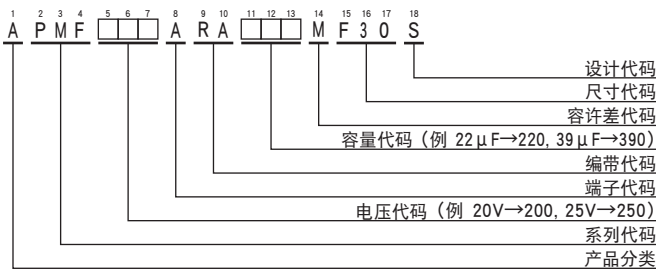 1 2 3 4 5 6 7 8 9 10 11 12 13 14 15 16 17 18
A PMF □□□ A RA □□□ M F30 S
设计代码
尺寸代码
容许差代码
容量代码（例 22μF→220, 39μF→390）
编带代码
端子代码
电压代码（例 20V→200, 25V→250）
系列代码
产品分类